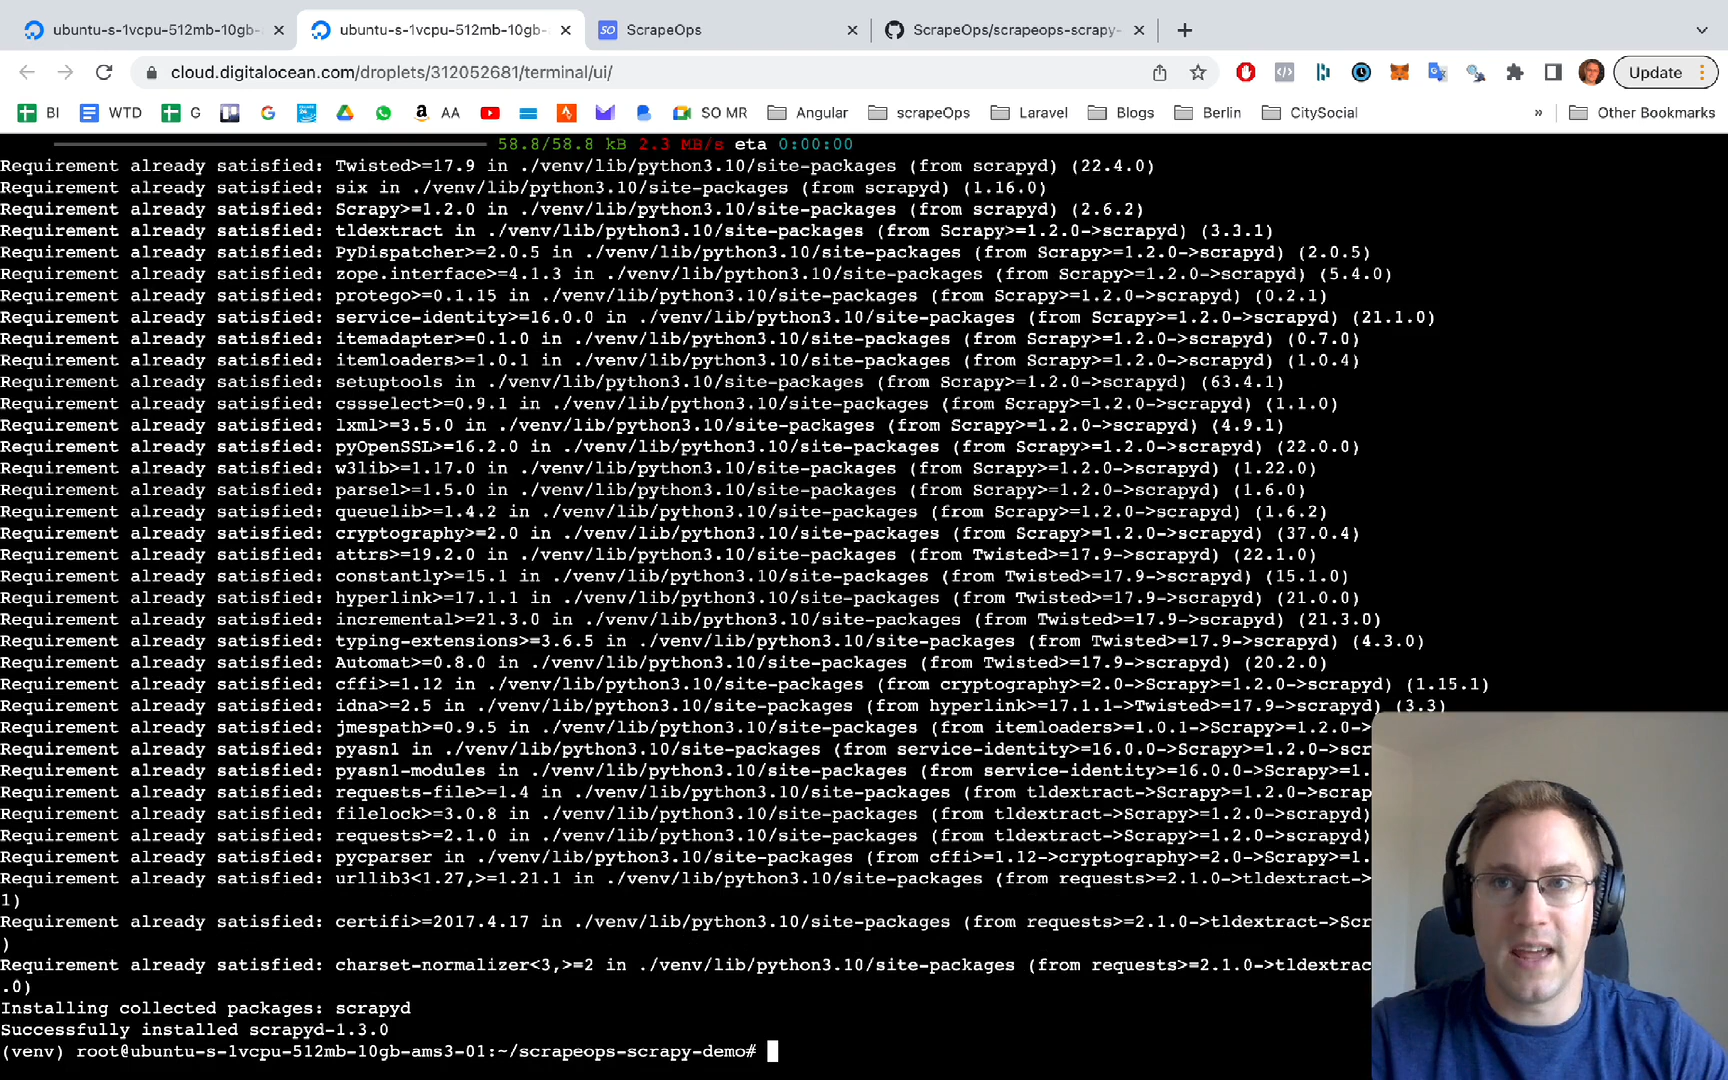 ubuntu-s-1vcpu-512mb-10gb-
ubuntu-s-1vcpu-512mb-10gb-
SO ScrapeOps
ScrapeOps/scrapeops-scrapy-
cloud.digitalocean.com/droplets/312052681/terminal/ui/
Update
BI WTD G SO MR AA Angular scrapeOps Laravel Blogs Berlin CitySocial » Other Bookmarks
58.8/58.8 kB 2.3 MB/s eta 0:00:00
Requirement already satisfied: Twisted>=17.9 in ./venv/lib/python3.10/site-packages (from scrapyd) (22.4.0)
Requirement already satisfied: six in ./venv/lib/python3.10/site-packages (from scrapyd) (1.16.0)
Requirement already satisfied: Scrapy>=1.2.0 in ./venv/lib/python3.10/site-packages (from scrapyd) (2.6.2)
Requirement already satisfied: tldextract in ./venv/lib/python3.10/site-packages (from Scrapy>=1.2.0->scrapyd) (3.3.1)
Requirement already satisfied: PyDispatcher>=2.0.5 in ./venv/lib/python3.10/site-packages (from Scrapy>=1.2.0->scrapyd) (2.0.5)
Requirement already satisfied: zope.interface>=4.1.3 in ./venv/lib/python3.10/site-packages (from Scrapy>=1.2.0->scrapyd) (5.4.0)
Requirement already satisfied: protego>=0.1.15 in ./venv/lib/python3.10/site-packages (from Scrapy>=1.2.0->scrapyd) (0.2.1)
Requirement already satisfied: service-identity>=16.0.0 in ./venv/lib/python3.10/site-packages (from Scrapy>=1.2.0->scrapyd) (21.1.0)
Requirement already satisfied: itemadapter>=0.1.0 in ./venv/lib/python3.10/site-packages (from Scrapy>=1.2.0->scrapyd) (0.7.0)
Requirement already satisfied: itemloaders>=1.0.1 in ./venv/lib/python3.10/site-packages (from Scrapy>=1.2.0->scrapyd) (1.0.4)
Requirement already satisfied: setuptools in ./venv/lib/python3.10/site-packages (from Scrapy>=1.2.0->scrapyd) (63.4.1)
Requirement already satisfied: cssselect>=0.9.1 in ./venv/lib/python3.10/site-packages (from Scrapy>=1.2.0->scrapyd) (1.1.0)
Requirement already satisfied: lxml>=3.5.0 in ./venv/lib/python3.10/site-packages (from Scrapy>=1.2.0->scrapyd) (4.9.1)
Requirement already satisfied: pyOpenSSL>=16.2.0 in ./venv/lib/python3.10/site-packages (from Scrapy>=1.2.0->scrapyd) (22.0.0)
Requirement already satisfied: w3lib>=1.17.0 in ./venv/lib/python3.10/site-packages (from Scrapy>=1.2.0->scrapyd) (1.22.0)
Requirement already satisfied: parsel>=1.5.0 in ./venv/lib/python3.10/site-packages (from Scrapy>=1.2.0->scrapyd) (1.6.0)
Requirement already satisfied: queuelib>=1.4.2 in ./venv/lib/python3.10/site-packages (from Scrapy>=1.2.0->scrapyd) (1.6.2)
Requirement already satisfied: cryptography>=2.0 in ./venv/lib/python3.10/site-packages (from Scrapy>=1.2.0->scrapyd) (37.0.4)
Requirement already satisfied: attrs>=19.2.0 in ./venv/lib/python3.10/site-packages (from Twisted>=17.9->scrapyd) (22.1.0)
Requirement already satisfied: constantly>=15.1 in ./venv/lib/python3.10/site-packages (from Twisted>=17.9->scrapyd) (15.1.0)
Requirement already satisfied: hyperlink>=17.1.1 in ./venv/lib/python3.10/site-packages (from Twisted>=17.9->scrapyd) (21.0.0)
Requirement already satisfied: incremental>=21.3.0 in ./venv/lib/python3.10/site-packages (from Twisted>=17.9->scrapyd) (21.3.0)
Requirement already satisfied: typing-extensions>=3.6.5 in ./venv/lib/python3.10/site-packages (from Twisted>=17.9->scrapyd) (4.3.0)
Requirement already satisfied: Automat>=0.8.0 in ./venv/lib/python3.10/site-packages (from Twisted>=17.9->scrapyd) (20.2.0)
Requirement already satisfied: cffi>=1.12 in ./venv/lib/python3.10/site-packages (from cryptography>=2.0->Scrapy>=1.2.0->scrapyd) (1.15.1)
Requirement already satisfied: idna>=2.5 in ./venv/lib/python3.10/site-packages (from hyperlink>=17.1.1->Twisted>=17.9->scrapyd) (3.3)
Requirement already satisfied: jmespath>=0.9.5 in ./venv/lib/python3.10/site-packages (from itemloaders>=1.0.1->Scrapy>=1.2.0->
Requirement already satisfied: pyasn1 in ./venv/lib/python3.10/site-packages (from service-identity>=16.0.0->Scrapy>=1.2.0->scr
Requirement already satisfied: pyasn1-modules in ./venv/lib/python3.10/site-packages (from service-identity>=16.0.0->Scrapy>=1.
Requirement already satisfied: requests-file>=1.4 in ./venv/lib/python3.10/site-packages (from tldextract->Scrapy>=1.2.0->scrap
Requirement already satisfied: filelock>=3.0.8 in ./venv/lib/python3.10/site-packages (from tldextract->Scrapy>=1.2.0->scrapyd)
Requirement already satisfied: requests>=2.1.0 in ./venv/lib/python3.10/site-packages (from tldextract->Scrapy>=1.2.0->scrapyd)
Requirement already satisfied: pycparser in ./venv/lib/python3.10/site-packages (from cffi>=1.12->cryptography>=2.0->Scrapy>=1.
Requirement already satisfied: urllib3<1.27,>=1.21.1 in ./venv/lib/python3.10/site-packages (from requests>=2.1.0->tldextract->
1)
Requirement already satisfied: certifi>=2017.4.17 in ./venv/lib/python3.10/site-packages (from requests>=2.1.0->tldextract->Scr
)
Requirement already satisfied: charset-normalizer<3,>=2 in ./venv/lib/python3.10/site-packages (from requests>=2.1.0->tldextrac
.0)
Installing collected packages: scrapyd
Successfully installed scrapyd-1.3.0
(venv) root@ubuntu-s-1vcpu-512mb-10gb-ams3-01:~/scrapeops-scrapy-demo#